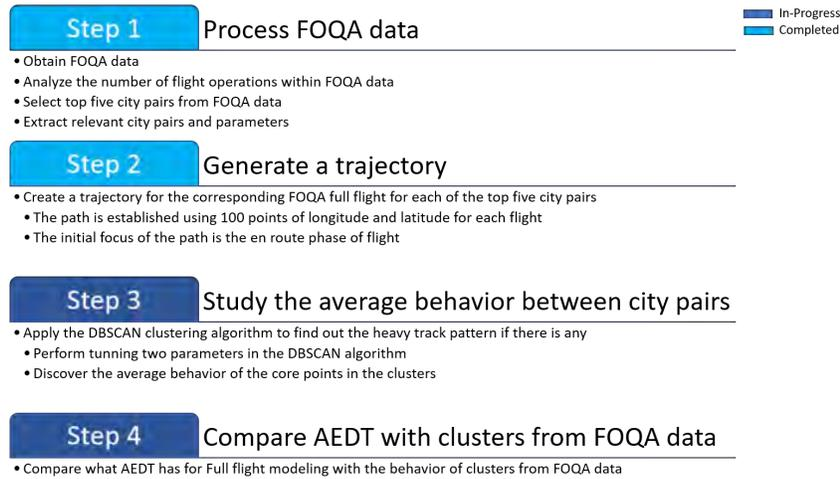 Step 1 Process FOQA data
In-Progress
Completed
• Obtain FOQA data
• Analyze the number of flight operations within FOQA data
• Select top five city pairs from FOQA data
• Extract relevant city pairs and parameters
Step 2 Generate a trajectory
• Create a trajectory for the corresponding FOQA full flight for each of the top five city pairs
• The path is established using 100 points of longitude and latitude for each flight
• The initial focus of the path is the en route phase of flight
Step 3 Study the average behavior between city pairs
• Apply the DBSCAN clustering algorithm to find out the heavy track pattern if there is any
• Perform tunning two parameters in the DBSCAN algorithm
• Discover the average behavior of the core points in the clusters
Step 4 Compare AEDT with clusters from FOQA data
• Compare what AEDT has for Full flight modeling with the behavior of clusters from FOQA data